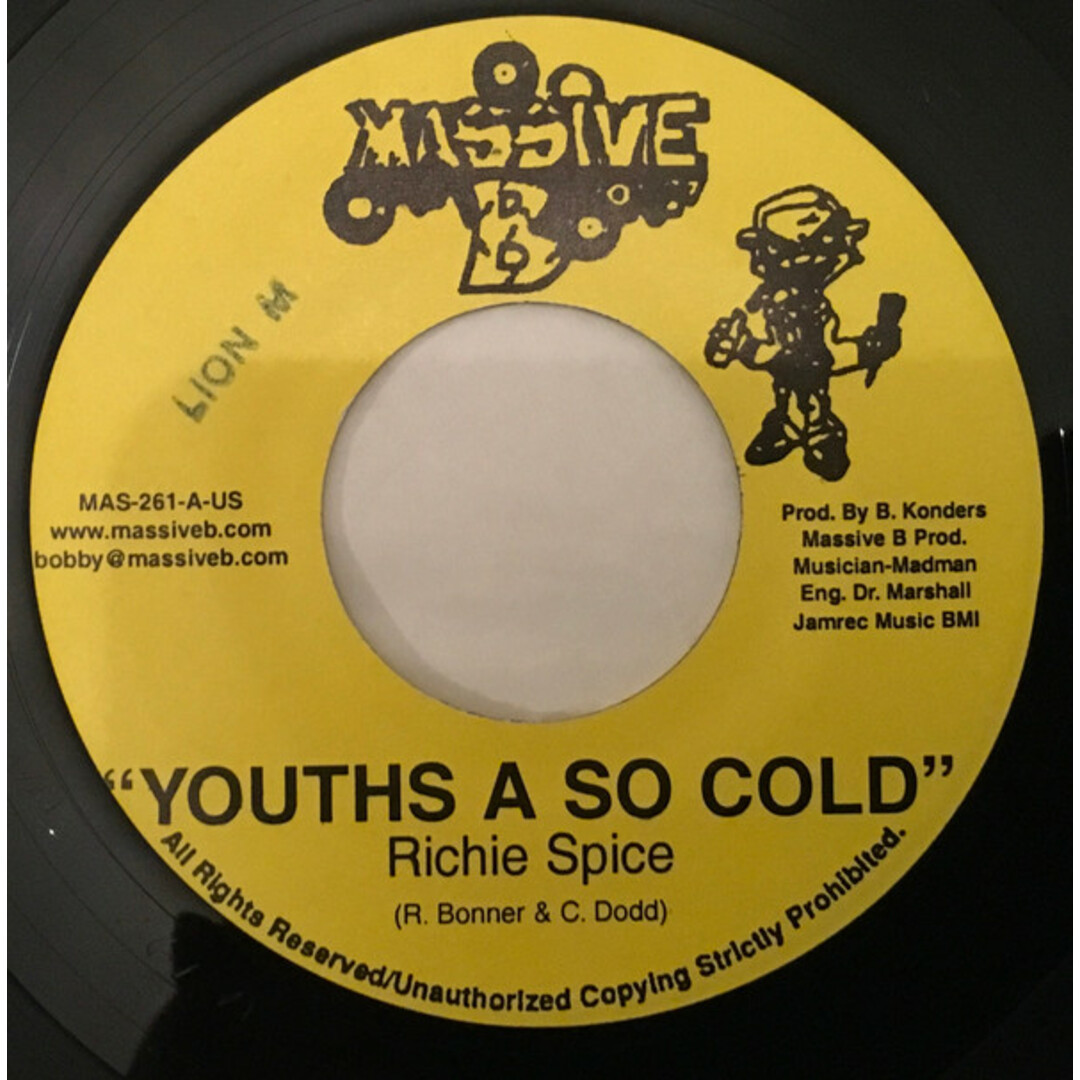 MASSIVE
B
LION M
MAS-261-A-US
www.massiveb.com
bobby@massiveb.com
Prod. By B. Konders
Massive B Prod.
Musician-Madman
Eng. Dr. Marshall
Jamrec Music BMI
“YOUTHS A SO COLD”
Richie Spice
(R. Bonner & C. Dodd)
All Rights Reserved/Unauthorized Copying Strictly Prohibited.